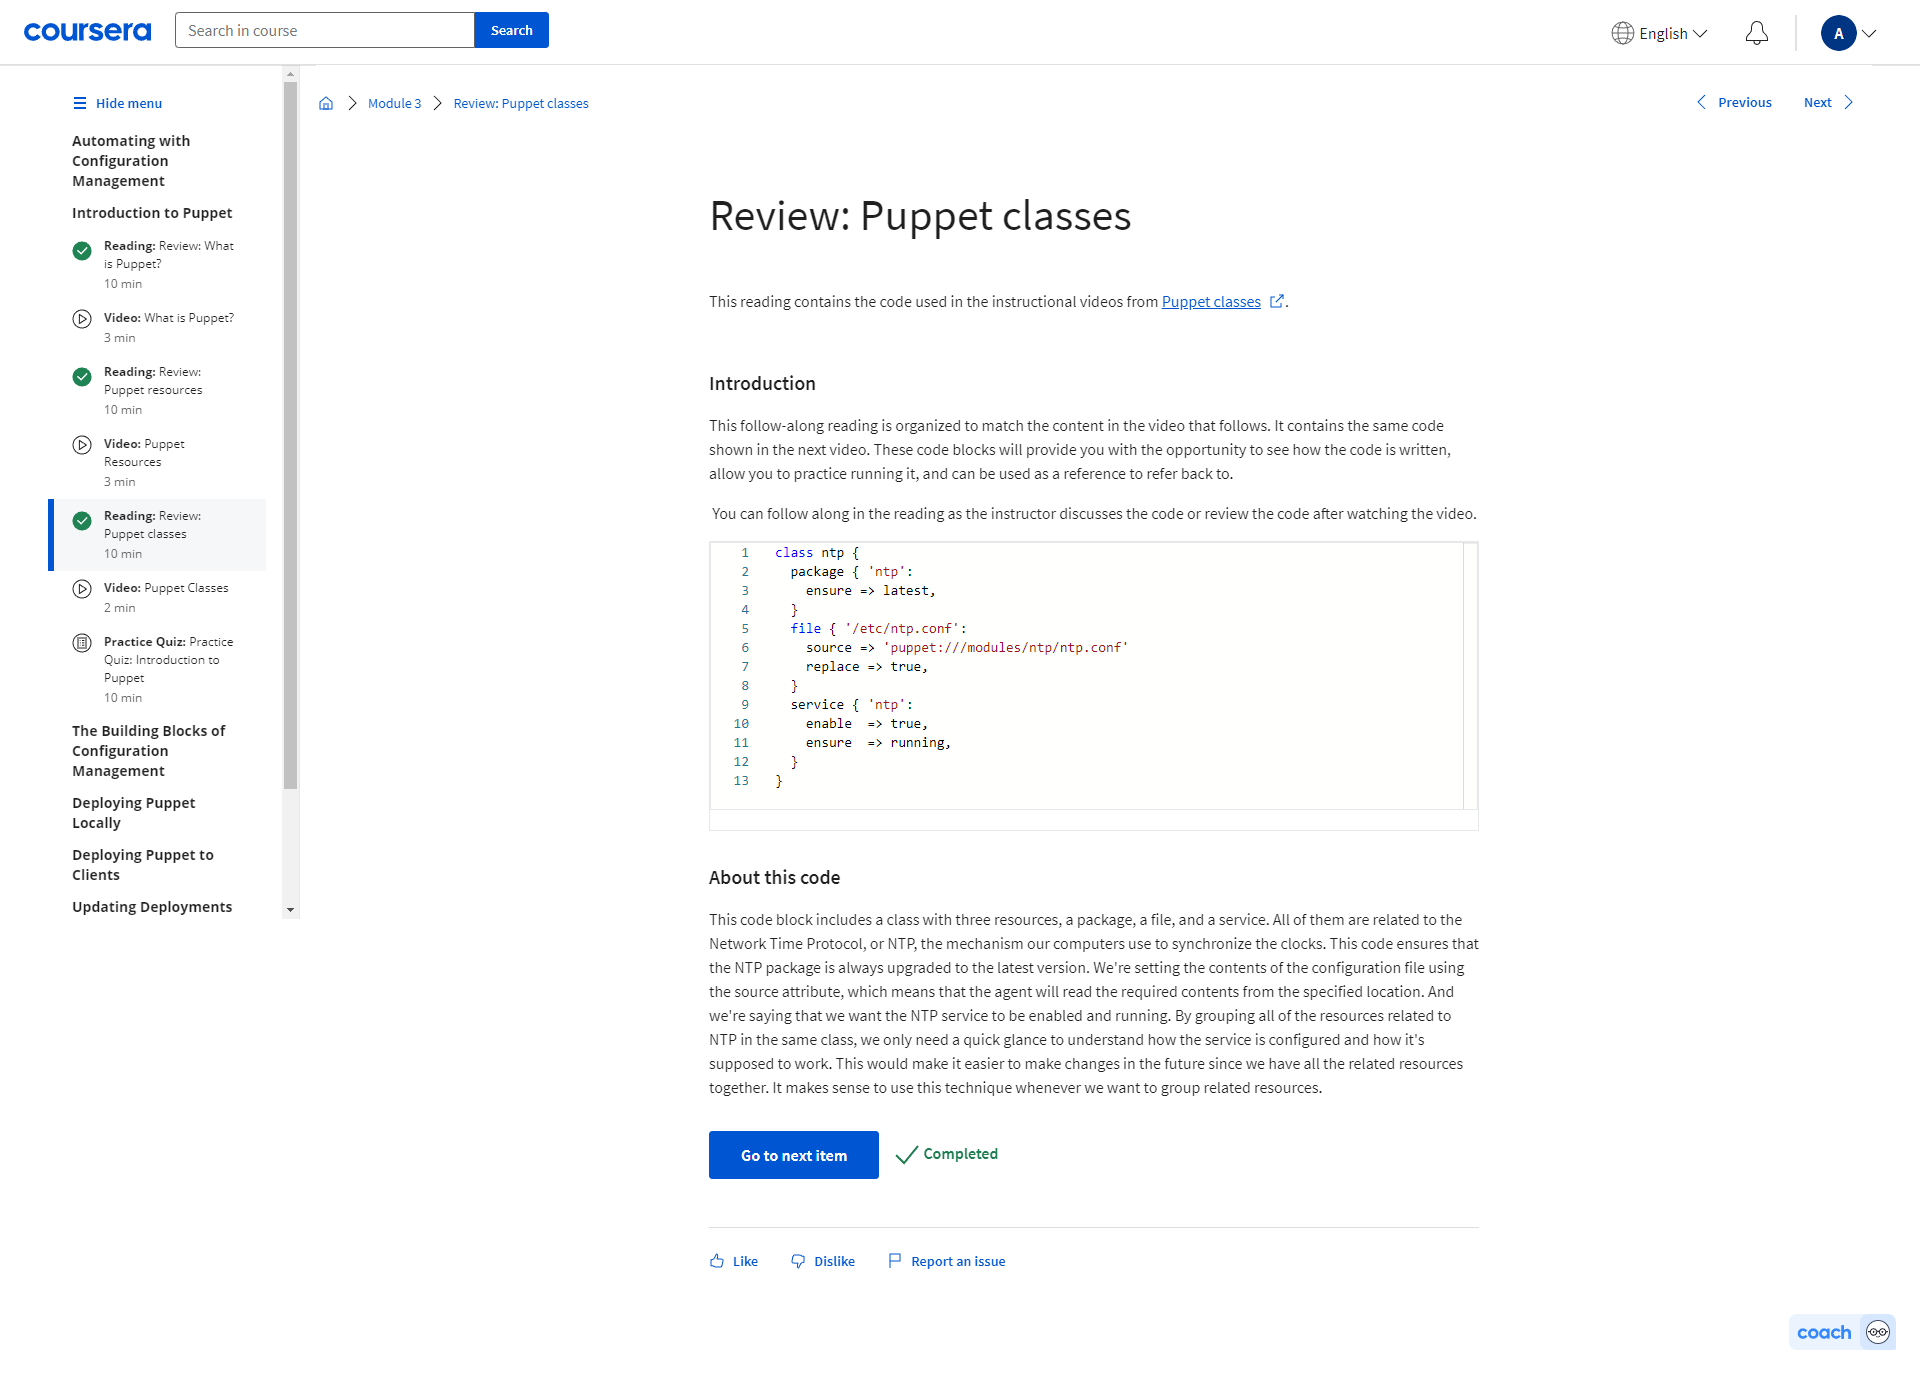 coursera
Search in course
Search
English
A
Hide menu
Automating with
Configuration
Management
Introduction to Puppet
Reading: Review: What
is Puppet?
10 min
Video: What is Puppet?
3 min
Reading: Review:
Puppet resources
10 min
Video: Puppet
Resources
3 min
Reading: Review:
Puppet classes
10 min
Video: Puppet Classes
2 min
Practice Quiz: Practice
Quiz: Introduction to
Puppet
10 min
The Building Blocks of
Configuration
Management
Deploying Puppet
Locally
Deploying Puppet to
Clients
Updating Deployments
Module 3
Review: Puppet classes
Previous
Next
Review: Puppet classes
This reading contains the code used in the instructional videos from Puppet classes .
Introduction
This follow-along reading is organized to match the content in the video that follows. It contains the same code
shown in the next video. These code blocks will provide you with the opportunity to see how the code is written,
allow you to practice running it, and can be used as a reference to refer back to.
You can follow along in the reading as the instructor discusses the code or review the code after watching the video.
1 class ntp {
2 package { 'ntp':
3 ensure => latest,
4 }
5 file { '/etc/ntp.conf':
6 source => 'puppet:///modules/ntp/ntp.conf'
7 replace => true,
8 }
9 service { 'ntp':
10 enable => true,
11 ensure => running,
12 }
13 }
About this code
This code block includes a class with three resources, a package, a file, and a service. All of them are related to the
Network Time Protocol, or NTP, the mechanism our computers use to synchronize the clocks. This code ensures that
the NTP package is always upgraded to the latest version. We're setting the contents of the configuration file using
the source attribute, which means that the agent will read the required contents from the specified location. And
we're saying that we want the NTP service to be enabled and running. By grouping all of the resources related to
NTP in the same class, we only need a quick glance to understand how the service is configured and how it's
supposed to work. This would make it easier to make changes in the future since we have all the related resources
together. It makes sense to use this technique whenever we want to group related resources.
Go to next item
Completed
Like
Dislike
Report an issue
coach